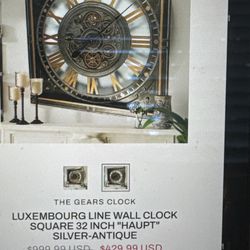 THE GEARS CLOCK
LUXEMBOURG LINE WALL CLOCK
SQUARE 32 INCH "HAUPT"
SILVER-ANTIQUE
$999.99 USD $429.99 USD